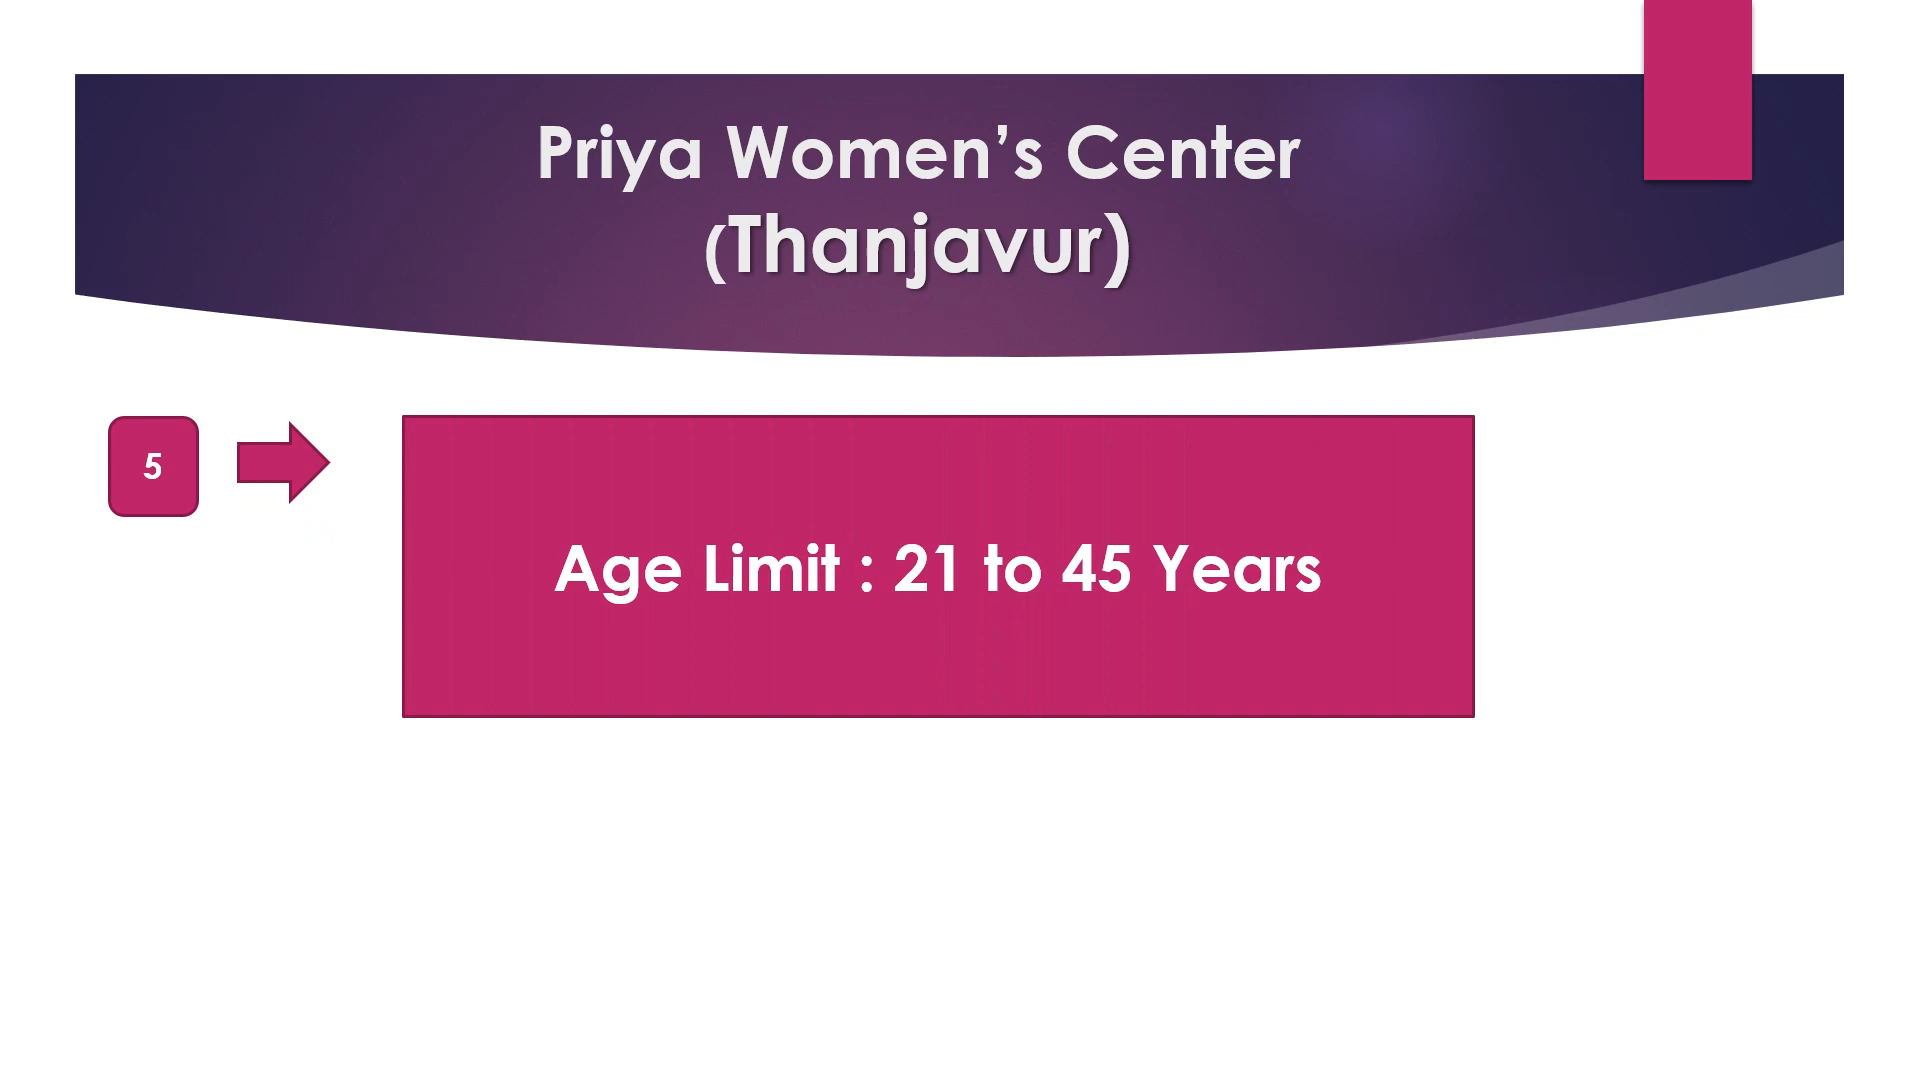 Priya Women’s Center
(Thanjavur)
5
Age Limit : 21 to 45 Years